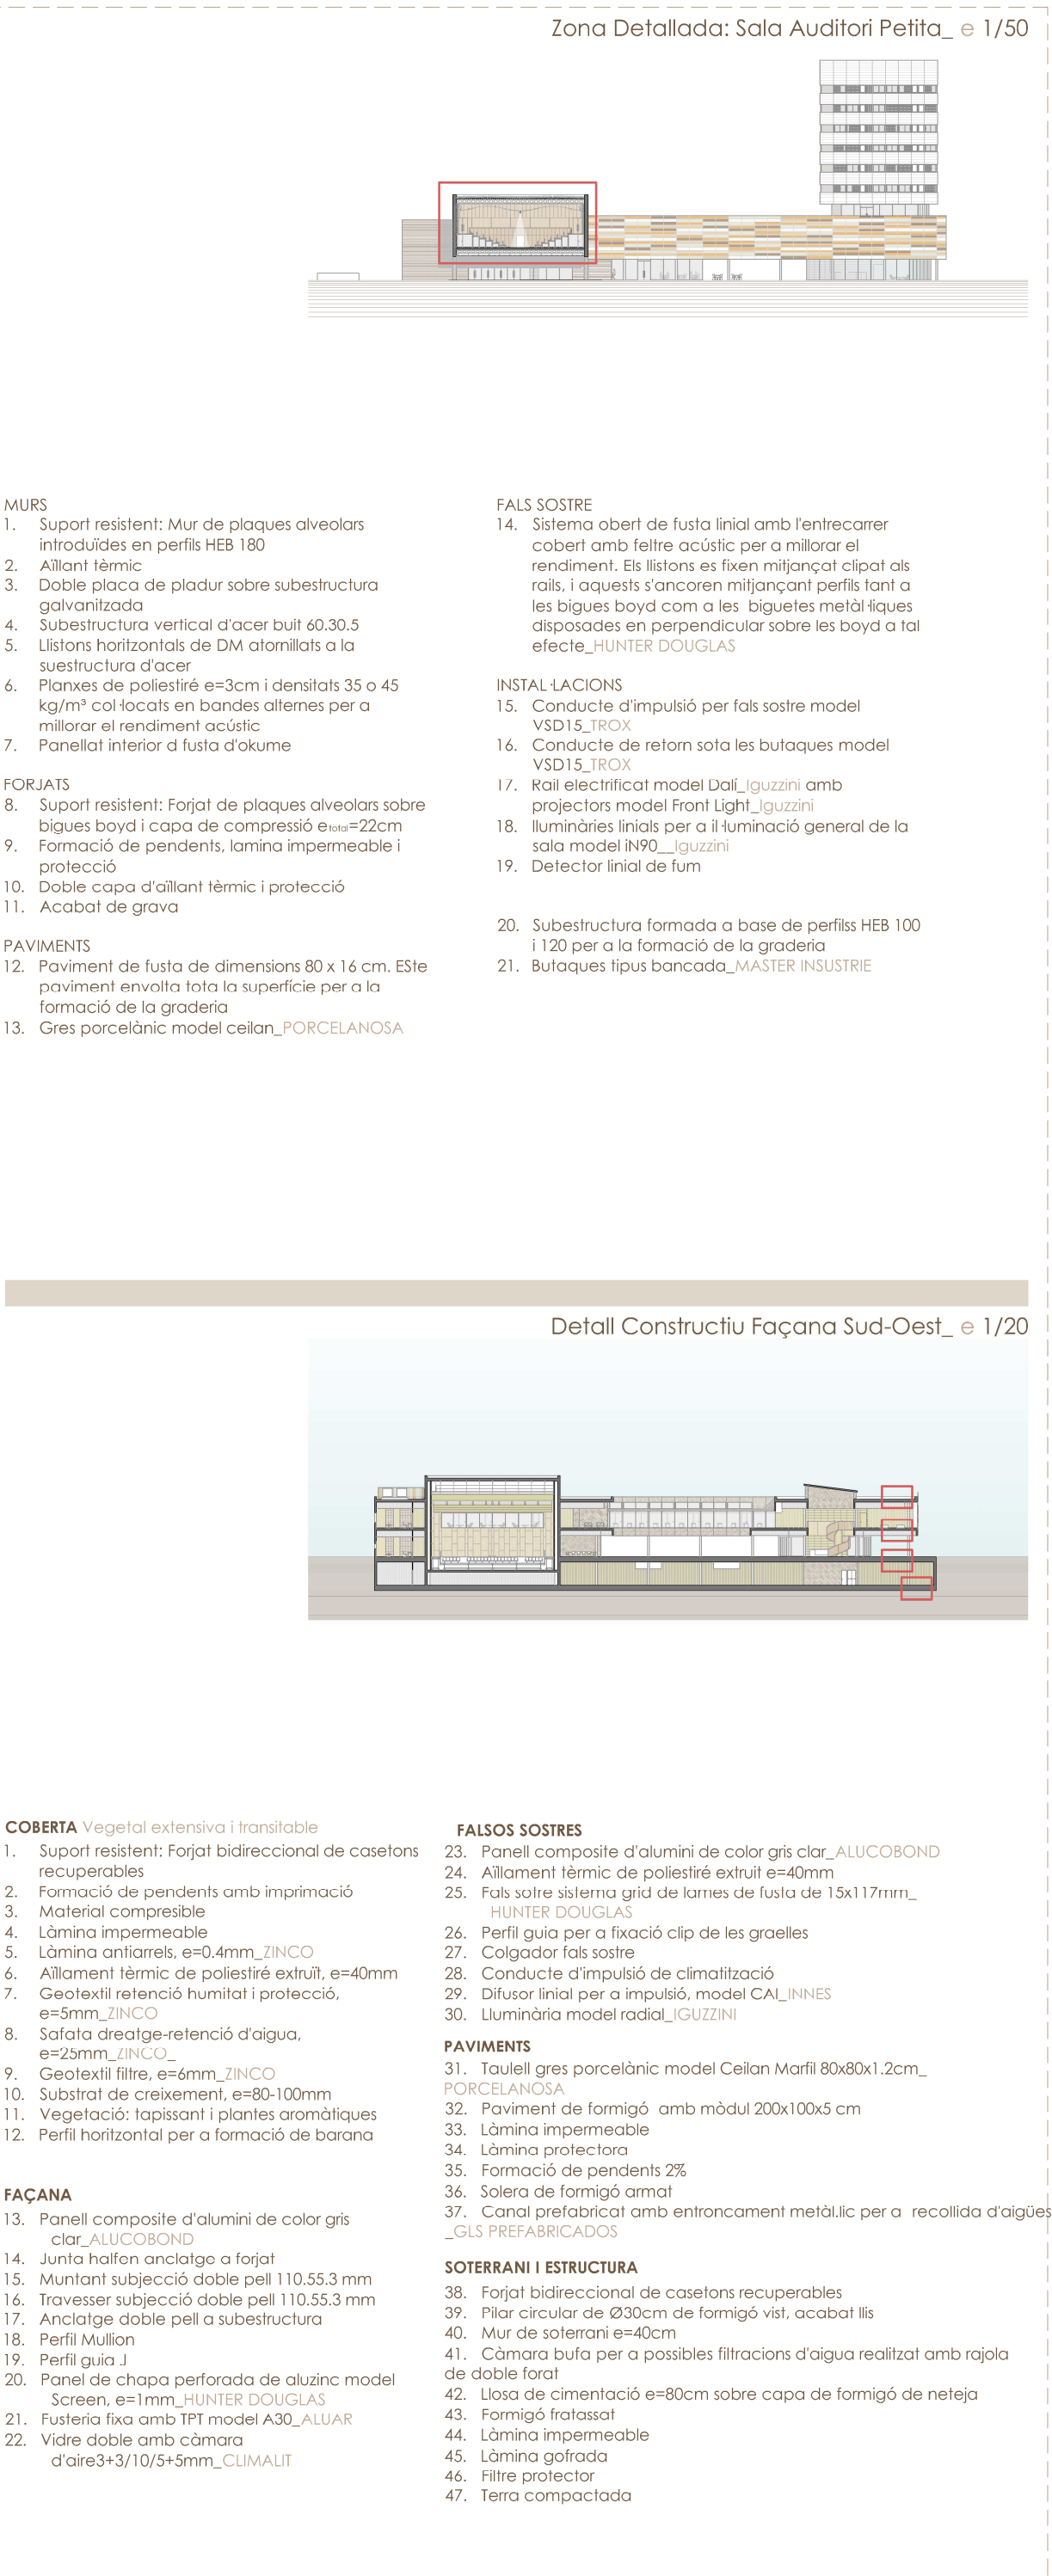 Zona Detallada: Sala Auditori Petita_ e 1/50
MURS
1. Suport resistent: Mur de plaques alveolars
introduïdes en perfils HEB 180
2. Aïllant tèrmic
3. Doble placa de pladur sobre subestructura
galvanitzada
4. Subestructura vertical d'acer buit 60.30.5
5. Llistons horitzontals de DM atornillats a la
suestructura d'acer
6. Planxes de poliestiré e=3cm i densitats 35 o 45
kg/m³ col·locats en bandes alternes per a
millorar el rendiment acústic
7. Panellat interior d fusta d'okume
FORJATS
8. Suport resistent: Forjat de plaques alveolars sobre
bigues boyd i capa de compressió etotal=22cm
9. Formació de pendents, lamina impermeable i
protecció
10. Doble capa d'aïllant tèrmic i protecció
11. Acabat de grava
PAVIMENTS
12. Paviment de fusta de dimensions 80 x 16 cm. ESte
paviment envolta tota la superfície per a la
formació de la graderia
13. Gres porcelànic model ceilan_PORCELANOSA
FALS SOSTRE
14. Sistema obert de fusta linial amb l'entrecarrer
cobert amb feltre acústic per a millorar el
rendiment. Els llistons es fixen mitjançat clipat als
rails, i aquests s'ancoren mitjançant perfils tant a
les bigues boyd com a les biguetes metàl·liques
disposades en perpendicular sobre les boyd a tal
efecte_HUNTER DOUGLAS
INSTAL·LACIONS
15. Conducte d'impulsió per fals sostre model
VSD15_TROX
16. Conducte de retorn sota les butaques model
VSD15_TROX
17. Rail electrificat model Dalí_Iguzzini amb
projectors model Front Light_Iguzzini
18. lluminàries linials per a il·luminació general de la
sala model iN90__Iguzzini
19. Detector linial de fum
20. Subestructura formada a base de perfilss HEB 100
i 120 per a la formació de la graderia
21. Butaques tipus bancada_MASTER INSUSTRIE
Detall Constructiu Façana Sud-Oest_ e 1/20
COBERTA Vegetal extensiva i transitable
1. Suport resistent: Forjat bidireccional de casetons
recuperables
2. Formació de pendents amb imprimació
3. Material compresible
4. Làmina impermeable
5. Làmina antiarrels, e=0.4mm_ZINCO
6. Aïllament tèrmic de poliestiré extruït, e=40mm
7. Geotextil retenció humitat i protecció,
e=5mm_ZINCO
8. Safata dreatge-retenció d'aigua,
e=25mm_ZINCO_
9. Geotextil filtre, e=6mm_ZINCO
10. Substrat de creixement, e=80-100mm
11. Vegetació: tapissant i plantes aromàtiques
12. Perfil horitzontal per a formació de barana
FAÇANA
13. Panell composite d'alumini de color gris
clar_ALUCOBOND
14. Junta halfen anclatge a forjat
15. Muntant subjecció doble pell 110.55.3 mm
16. Travesser subjecció doble pell 110.55.3 mm
17. Anclatge doble pell a subestructura
18. Perfil Mullion
19. Perfil guia J
20. Panel de chapa perforada de aluzinc model
Screen, e=1mm_HUNTER DOUGLAS
21. Fusteria fixa amb TPT model A30_ALUAR
22. Vidre doble amb càmara
d'aire3+3/10/5+5mm_CLIMALIT
FALSOS SOSTRES
23. Panell composite d'alumini de color gris clar_ALUCOBOND
24. Aïllament tèrmic de poliestiré extruit e=40mm
25. Fals sotre sistema grid de lames de fusta de 15x117mm_
HUNTER DOUGLAS
26. Perfil guia per a fixació clip de les graelles
27. Colgador fals sostre
28. Conducte d'impulsió de climatització
29. Difusor linial per a impulsió, model CAI_INNES
30. Lluminària model radial_IGUZZINI
PAVIMENTS
31. Taulell gres porcelànic model Ceilan Marfil 80x80x1.2cm_
PORCELANOSA
32. Paviment de formigó amb mòdul 200x100x5 cm
33. Làmina impermeable
34. Làmina protectora
35. Formació de pendents 2%
36. Solera de formigó armat
37. Canal prefabricat amb entroncament metàl.lic per a recollida d'aigües
_GLS PREFABRICADOS
SOTERRANI I ESTRUCTURA
38. Forjat bidireccional de casetons recuperables
39. Pilar circular de Ø30cm de formigó vist, acabat llis
40. Mur de soterrani e=40cm
41. Càmara bufa per a possibles filtracions d'aigua realitzat amb rajola
de doble forat
42. Llosa de cimentació e=80cm sobre capa de formigó de neteja
43. Formigó fratassat
44. Làmina impermeable
45. Làmina gofrada
46. Filtre protector
47. Terra compactada